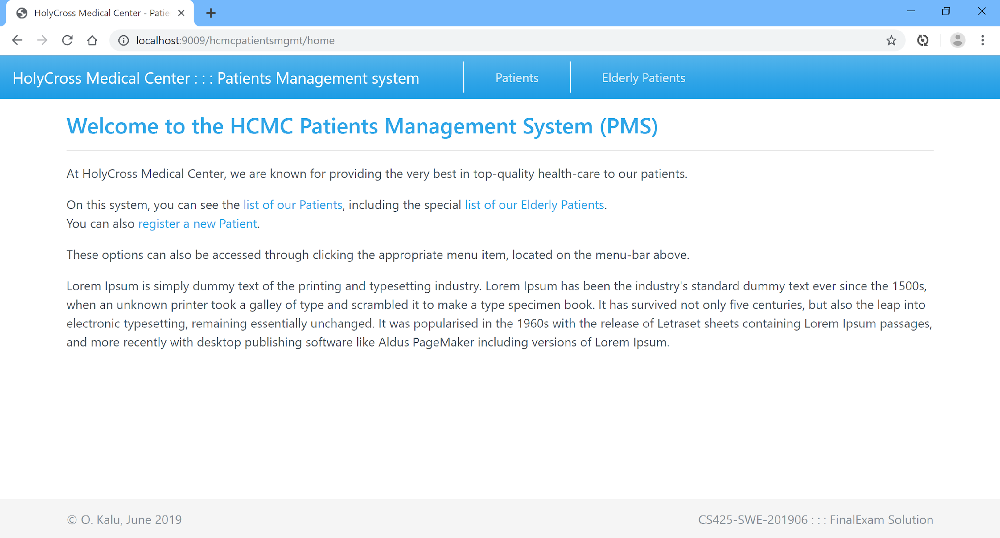 HolyCross Medical Center - Patie
localhost:9009/hcmcpatientsmgmt/home
HolyCross Medical Center : : : Patients Management system
Patients
Elderly Patients
Welcome to the HCMC Patients Management System (PMS)
At HolyCross Medical Center, we are known for providing the very best in top-quality health-care to our patients.
On this system, you can see the list of our Patients, including the special list of our Elderly Patients.
You can also register a new Patient.
These options can also be accessed through clicking the appropriate menu item, located on the menu-bar above.
Lorem Ipsum is simply dummy text of the printing and typesetting industry. Lorem Ipsum has been the industry's standard dummy text ever since the 1500s,
when an unknown printer took a galley of type and scrambled it to make a type specimen book. It has survived not only five centuries, but also the leap into
electronic typesetting, remaining essentially unchanged. It was popularised in the 1960s with the release of Letraset sheets containing Lorem Ipsum passages,
and more recently with desktop publishing software like Aldus PageMaker including versions of Lorem Ipsum.
© O. Kalu, June 2019
CS425-SWE-201906 : : : FinalExam Solution